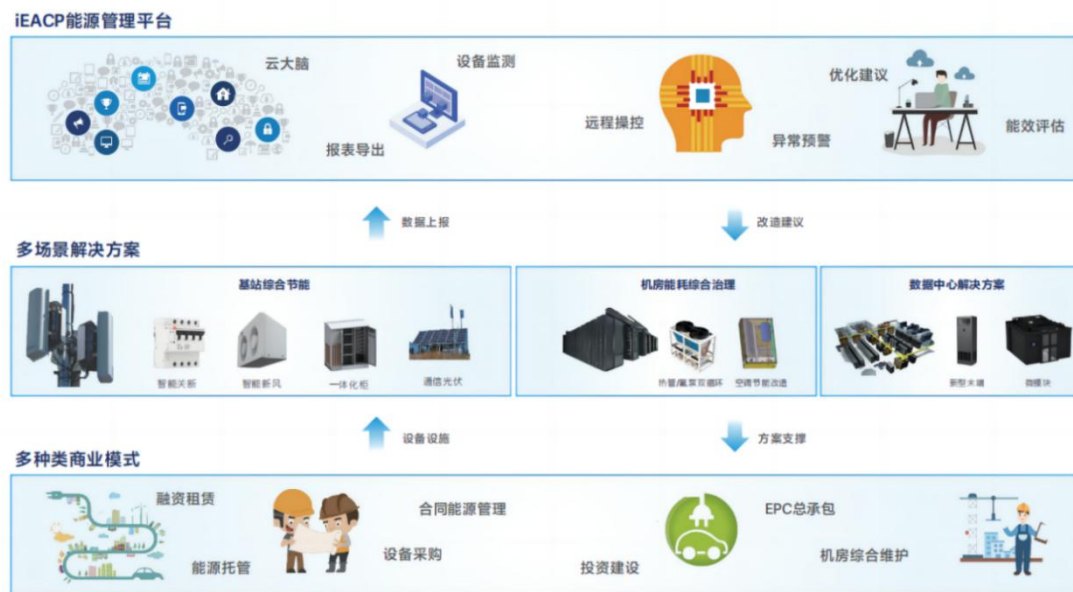 iEACP能源管理平台
云大脑
设备监测
优化建议
远程操控
能效评估
异常预警
报表导出
数据上报
改造建议
多场景解决方案
基站综合节能
机房能耗综合治理
数据中心解决方案
智能关断
智能新风
一体化柜
通信光伏
热管/氟泵双循环
空调节能改造
新型末端
微模块
设备设施
方案支撑
多种类商业模式
融资租赁
合同能源管理
EPC总承包
设备采购
机房综合维护
能源托管
投资建设